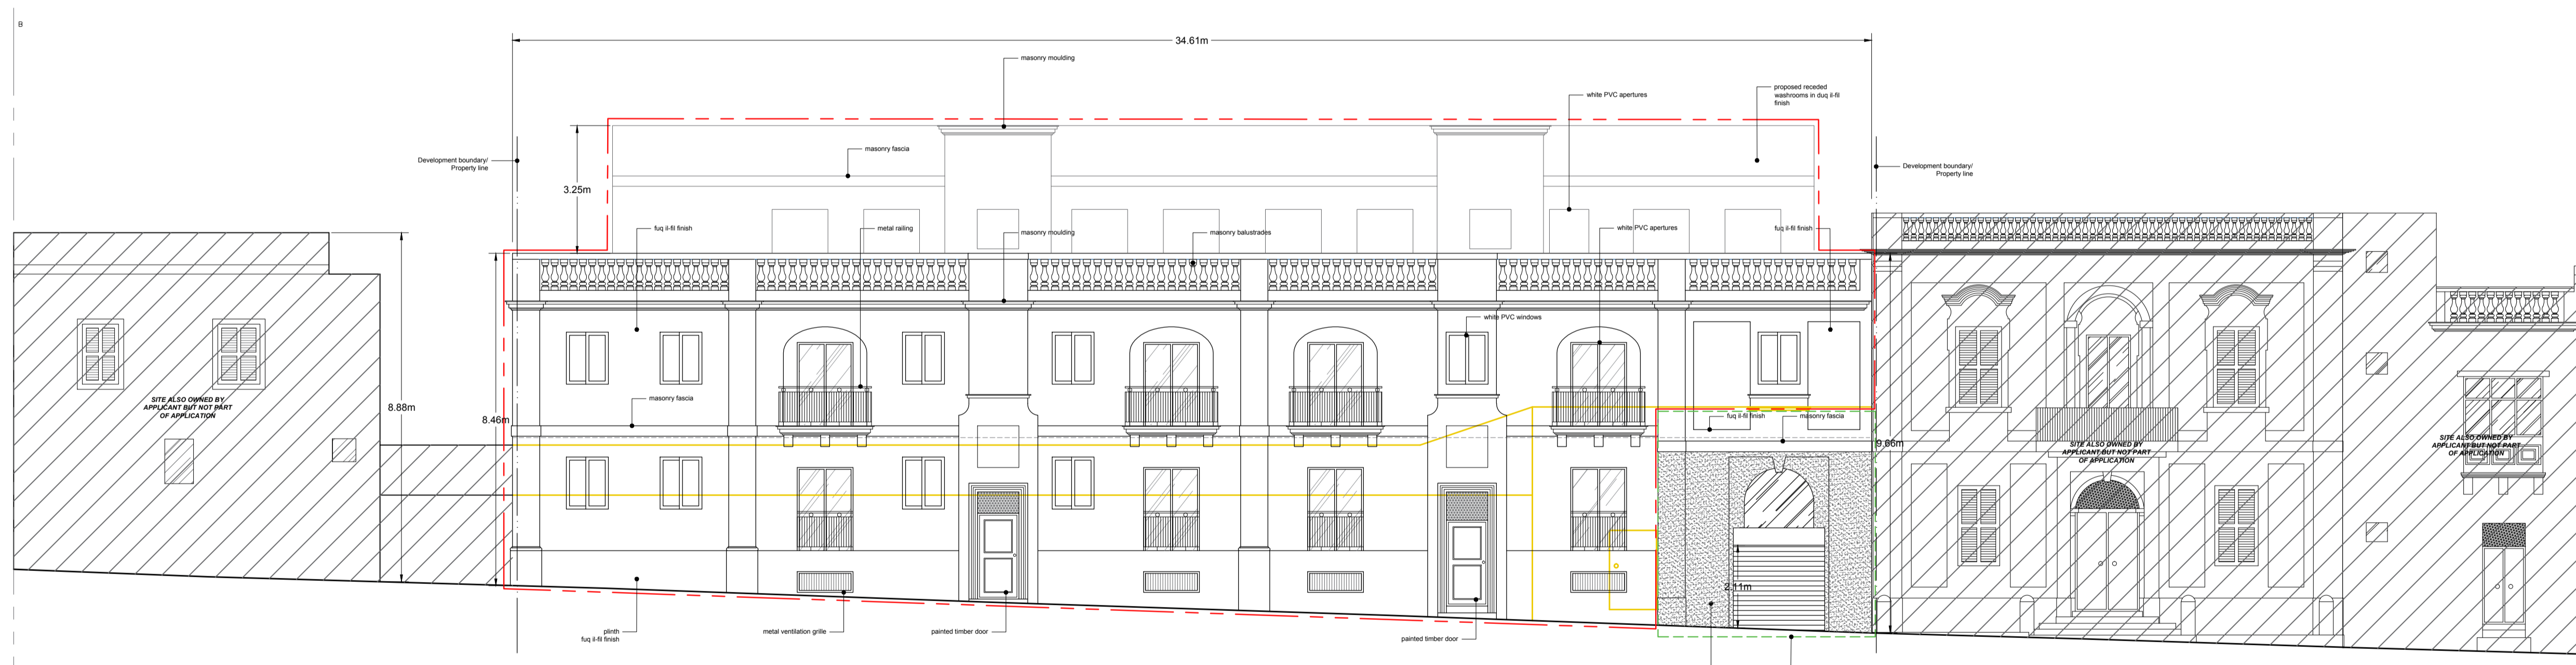 B
34.61m
masonry moulding
white PVC apertures
proposed receded
washrooms in duq il-fil
finish
masonry fascia
Development boundary/
Property line
Development boundary/
Property line
3.25m
fuq il-fil finish
metal railing
masonry moulding
masonry balustrades
white PVC apertures
fuq il-fil finish
white PVC windows
SITE ALSO OWNED BY
APPLICANT BUT NOT PART
OF APPLICATION
8.88m
8.46m
masonry fascia
fuq il-fil finish
masonry fascia
9.66m
SITE ALSO OWNED BY
APPLICANT BUT NOT PART
OF APPLICATION
SITE ALSO OWNED BY
APPLICANT BUT NOT PART
OF APPLICATION
2.11m
plinth
fuq il-fil finish
metal ventilation grille
painted timber door
painted timber door